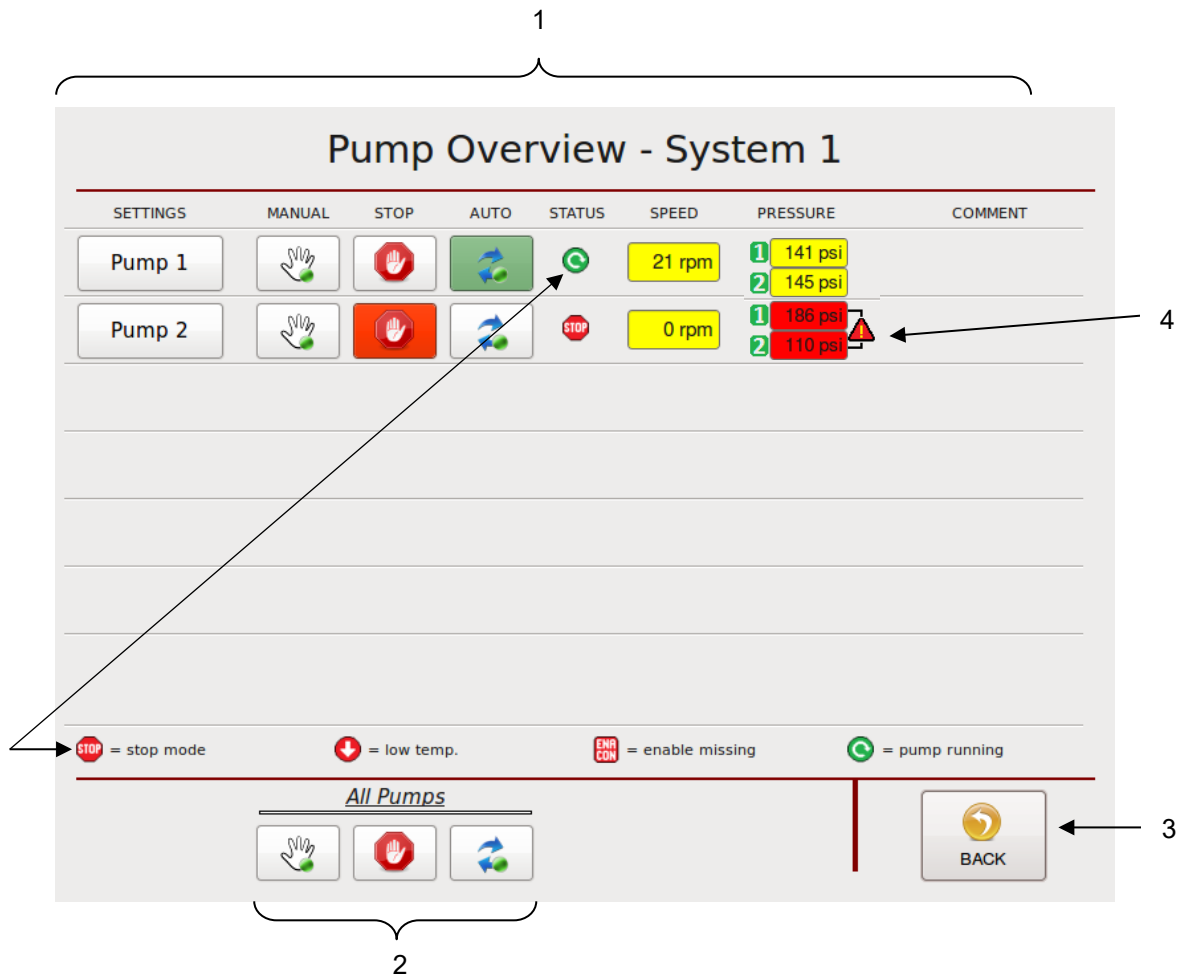 1
Pump Overview - System 1
SETTINGS MANUAL STOP AUTO STATUS SPEED PRESSURE COMMENT
Pump 1 21 rpm 1 141 psi
2 145 psi
Pump 2 STOP 0 rpm 1 186 psi
2 110 psi
4
STOP = stop mode = low temp. ENA CON = enable missing = pump running
All Pumps
BACK
3
2